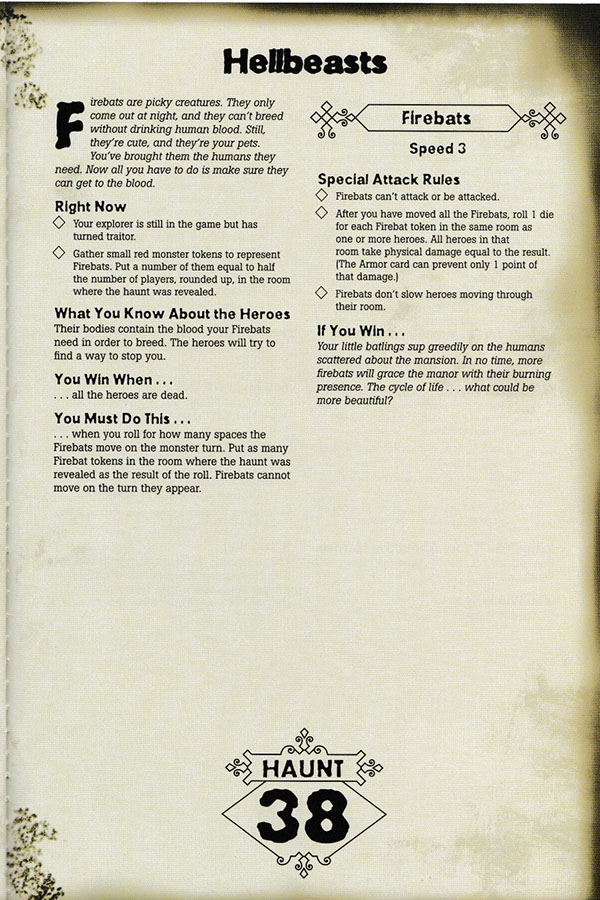 Hellbeasts
Firebats are picky creatures. They only
come out at night, and they can't breed
without drinking human blood. Still,
they're cute, and they're your pets.
You've brought them the humans they
need. Now all you have to do is make sure they
can get to the blood.
Right Now
Your explorer is still in the game but has
turned traitor.
Gather small red monster tokens to represent
Firebats. Put a number of them equal to half
the number of players, rounded up, in the room
where the haunt was revealed.
What You Know About the Heroes
Their bodies contain the blood your Firebats
need in order to breed. The heroes will try to
find a way to stop you.
You Win When . . .
. . . all the heroes are dead.
You Must Do This . . .
. . . when you roll for how many spaces the
Firebats move on the monster turn. Put as many
Firebat tokens in the room where the haunt was
revealed as the result of the roll. Firebats cannot
move on the turn they appear.
Firebats
Speed 3
Special Attack Rules
Firebats can't attack or be attacked.
After you have moved all the Firebats, roll 1 die
for each Firebat token in the same room as
one or more heroes. All heroes in that
room take physical damage equal to the result.
(The Armor card can prevent only 1 point of
that damage.)
Firebats don't slow heroes moving through
their room.
If You Win . . .
Your little batlings sup greedily on the humans
scattered about the mansion. In no time, more
firebats will grace the manor with their burning
presence. The cycle of life . . . what could be
more beautiful?
HAUNT
38